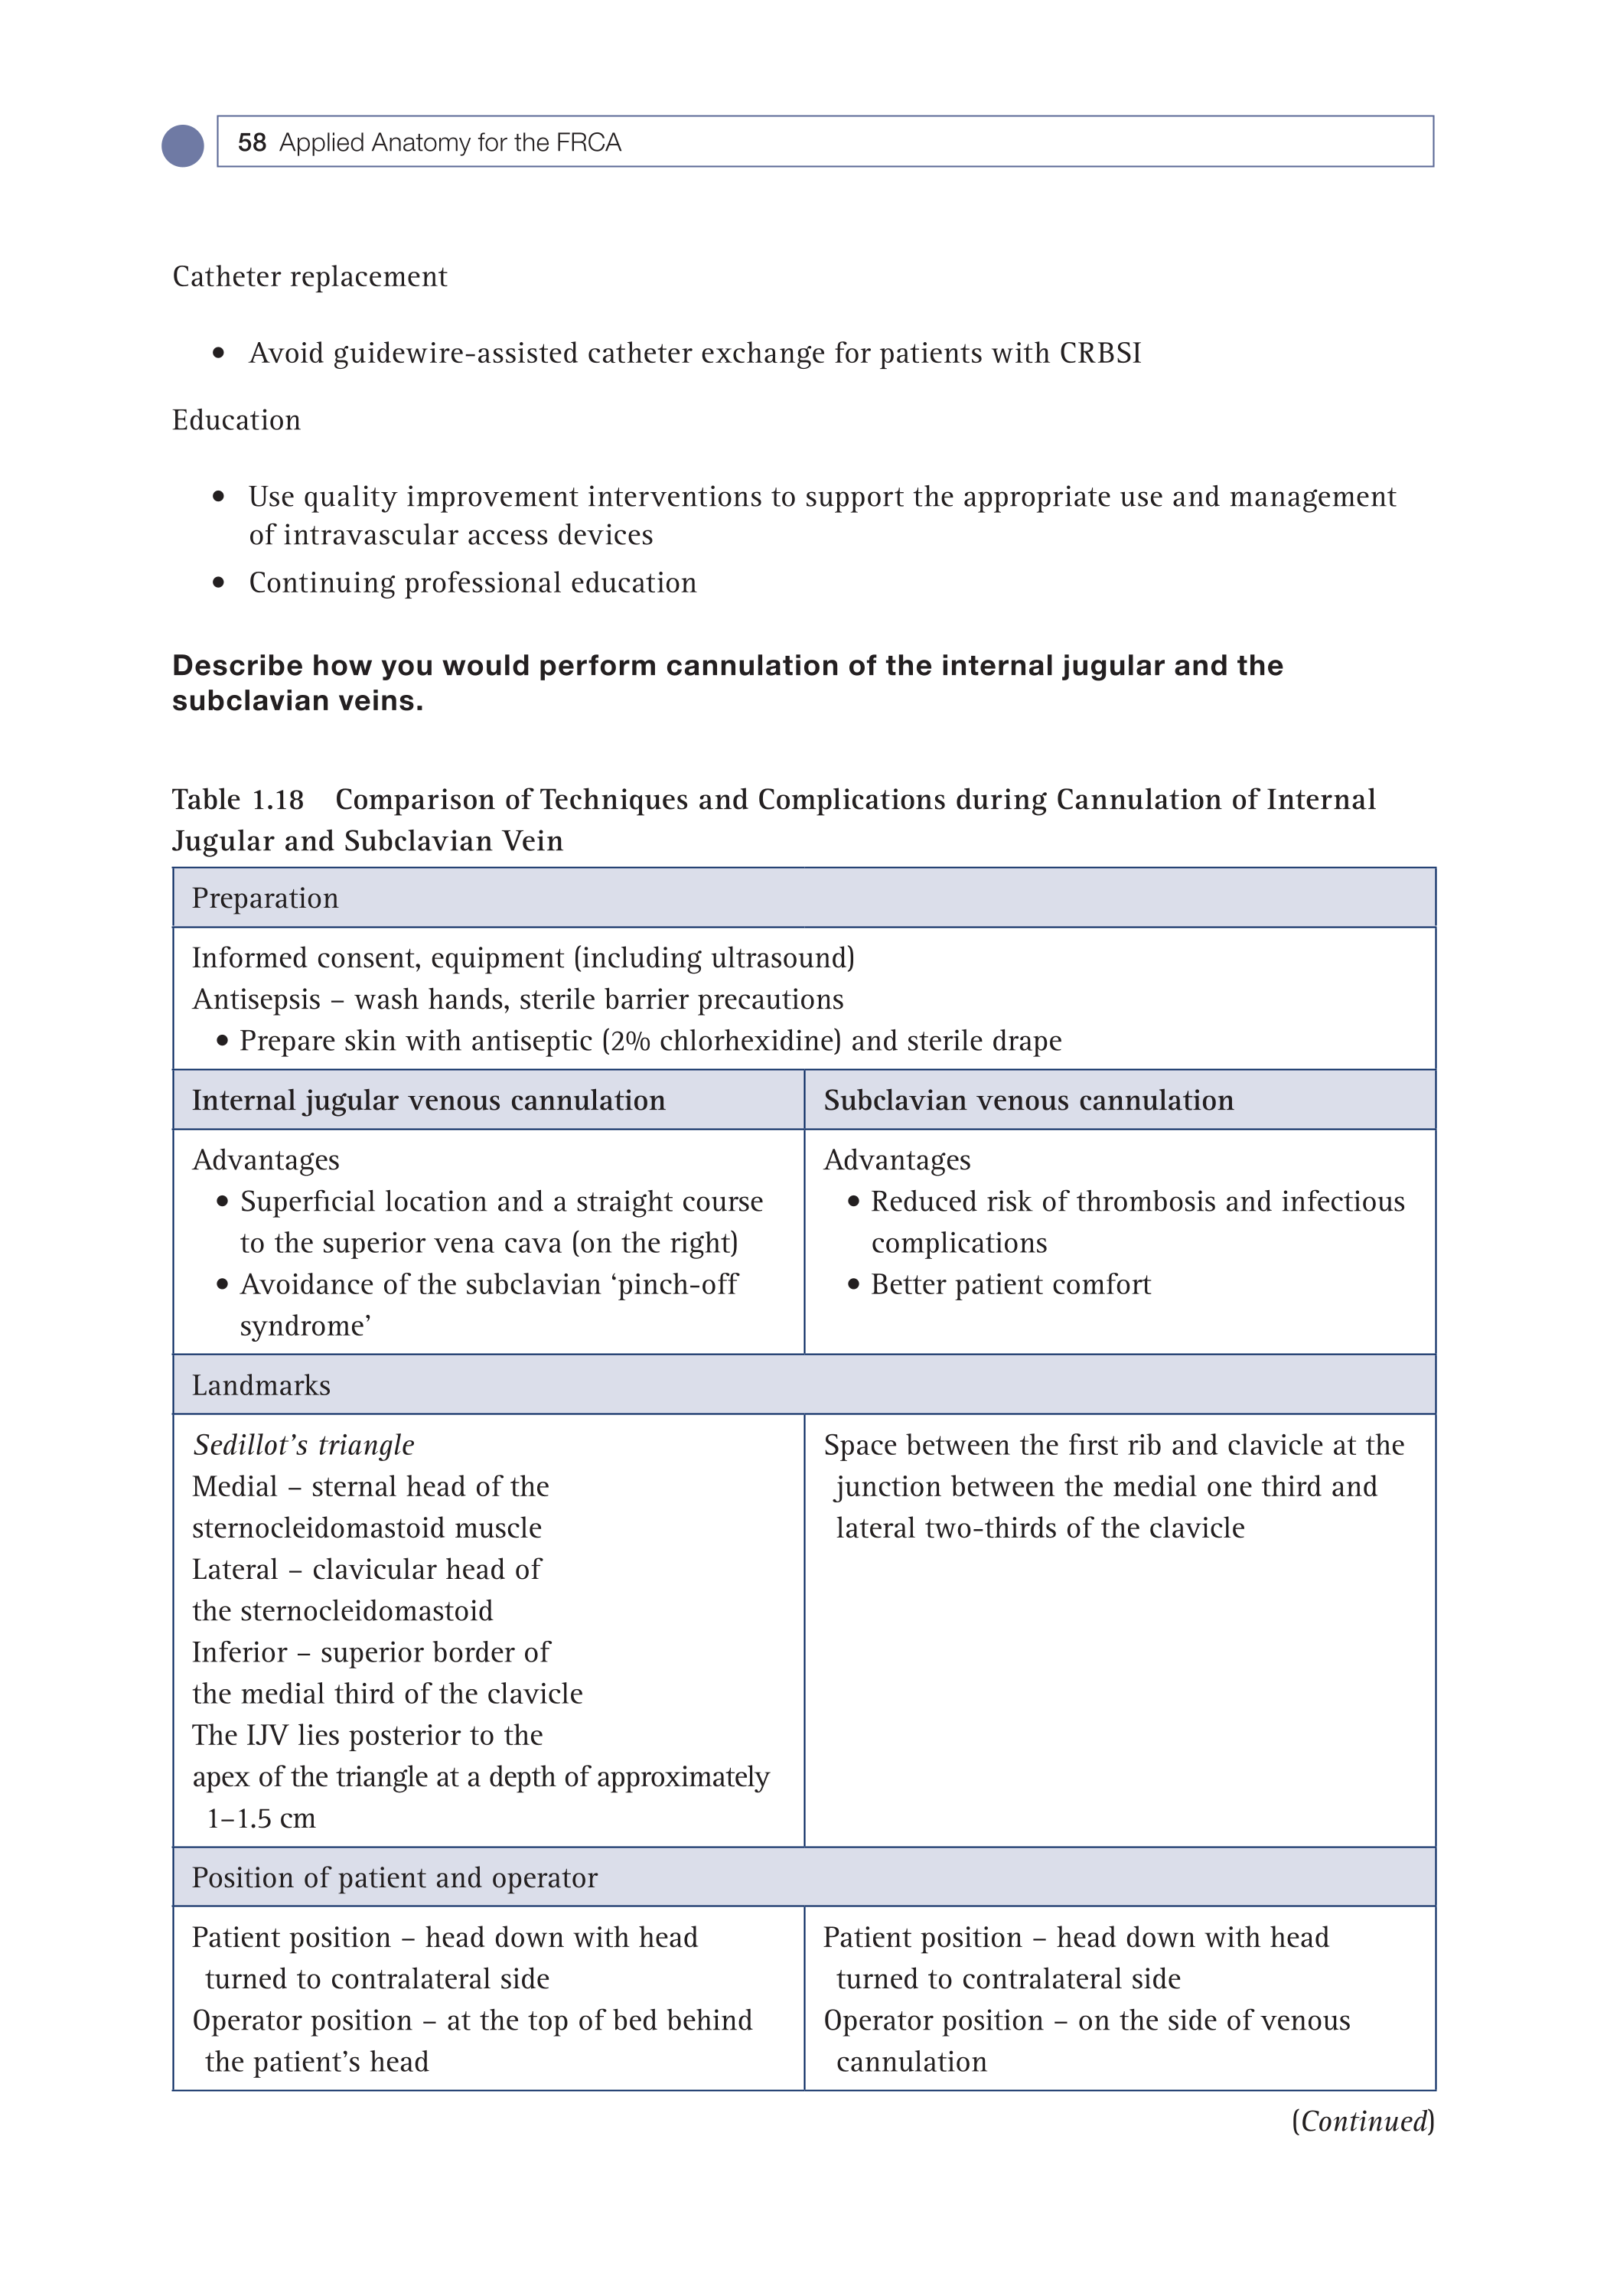 58 Applied Anatomy for the FRCA
Catheter replacement
• Avoid guidewire-assisted catheter exchange for patients with CRBSI
Education
• Use quality improvement interventions to support the appropriate use and management
of intravascular access devices
• Continuing professional education
Describe how you would perform cannulation of the internal jugular and the
subclavian veins.
Table 1.18 Comparison of Techniques and Complications during Cannulation of Internal
Jugular and Subclavian Vein
Preparation
Informed consent, equipment (including ultrasound)
Antisepsis – wash hands, sterile barrier precautions
• Prepare skin with antiseptic (2% chlorhexidine) and sterile drape
Internal jugular venous cannulation
Subclavian venous cannulation
Advantages
• Superficial location and a straight course
to the superior vena cava (on the right)
• Avoidance of the subclavian ‘pinch-off
syndrome’
Advantages
• Reduced risk of thrombosis and infectious
complications
• Better patient comfort
Landmarks
Sedillot’s triangle
Medial – sternal head of the
sternocleidomastoid muscle
Lateral – clavicular head of
the sternocleidomastoid
Inferior – superior border of
the medial third of the clavicle
The IJV lies posterior to the
apex of the triangle at a depth of approximately
1–1.5 cm
Space between the first rib and clavicle at the
junction between the medial one third and
lateral two-thirds of the clavicle
Position of patient and operator
Patient position – head down with head
turned to contralateral side
Operator position – at the top of bed behind
the patient’s head
Patient position – head down with head
turned to contralateral side
Operator position – on the side of venous
cannulation
(Continued)